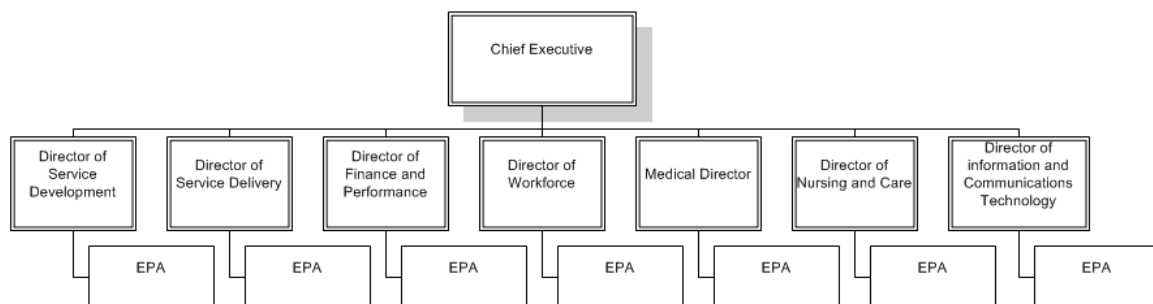 Chief Executive
Director of
Service
Development
Director of
Service Delivery
Director of
Finance and
Performance
Director of
Workforce
Medical Director
Director of
Nursing and Care
Director of
information and
Communications
Technology
EPA
EPA
EPA
EPA
EPA
EPA
EPA